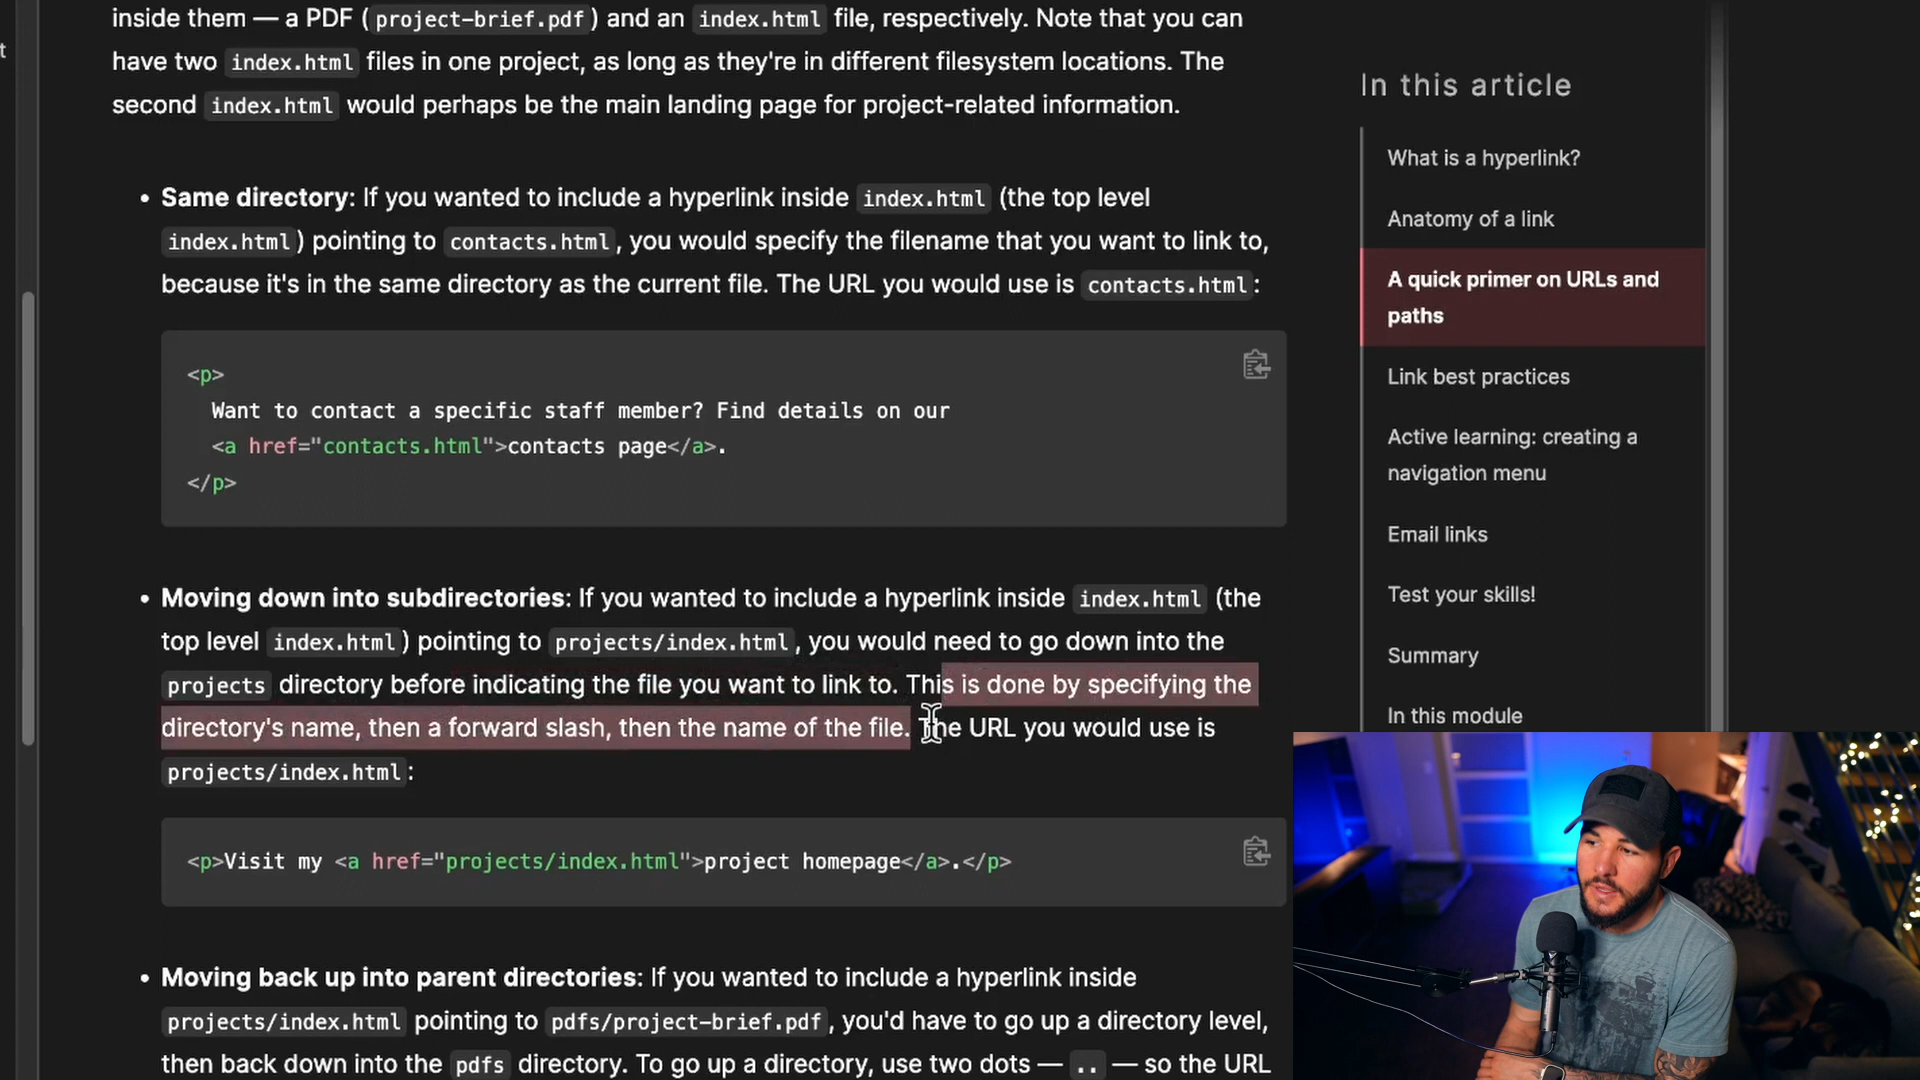 inside them — a PDF (project-brief.pdf) and an index.html file, respectively. Note that you can
have two index.html files in one project, as long as they're in different filesystem locations. The
second index.html would perhaps be the main landing page for project-related information.
• Same directory: If you wanted to include a hyperlink inside index.html (the top level
index.html) pointing to contacts.html, you would specify the filename that you want to link to,
because it's in the same directory as the current file. The URL you would use is contacts.html:
<p>
Want to contact a specific staff member? Find details on our
<a href="contacts.html">contacts page</a>.
</p>
• Moving down into subdirectories: If you wanted to include a hyperlink inside index.html (the
top level index.html) pointing to projects/index.html, you would need to go down into the
projects directory before indicating the file you want to link to. This is done by specifying the
directory's name, then a forward slash, then the name of the file. The URL you would use is
projects/index.html:
<p>Visit my <a href="projects/index.html">project homepage</a>.</p>
• Moving back up into parent directories: If you wanted to include a hyperlink inside
projects/index.html pointing to pdfs/project-brief.pdf, you'd have to go up a directory level,
then back down into the pdfs directory. To go up a directory, use two dots — .. — so the URL
In this article
What is a hyperlink?
Anatomy of a link
A quick primer on URLs and
paths
Link best practices
Active learning: creating a
navigation menu
Email links
Test your skills!
Summary
In this module